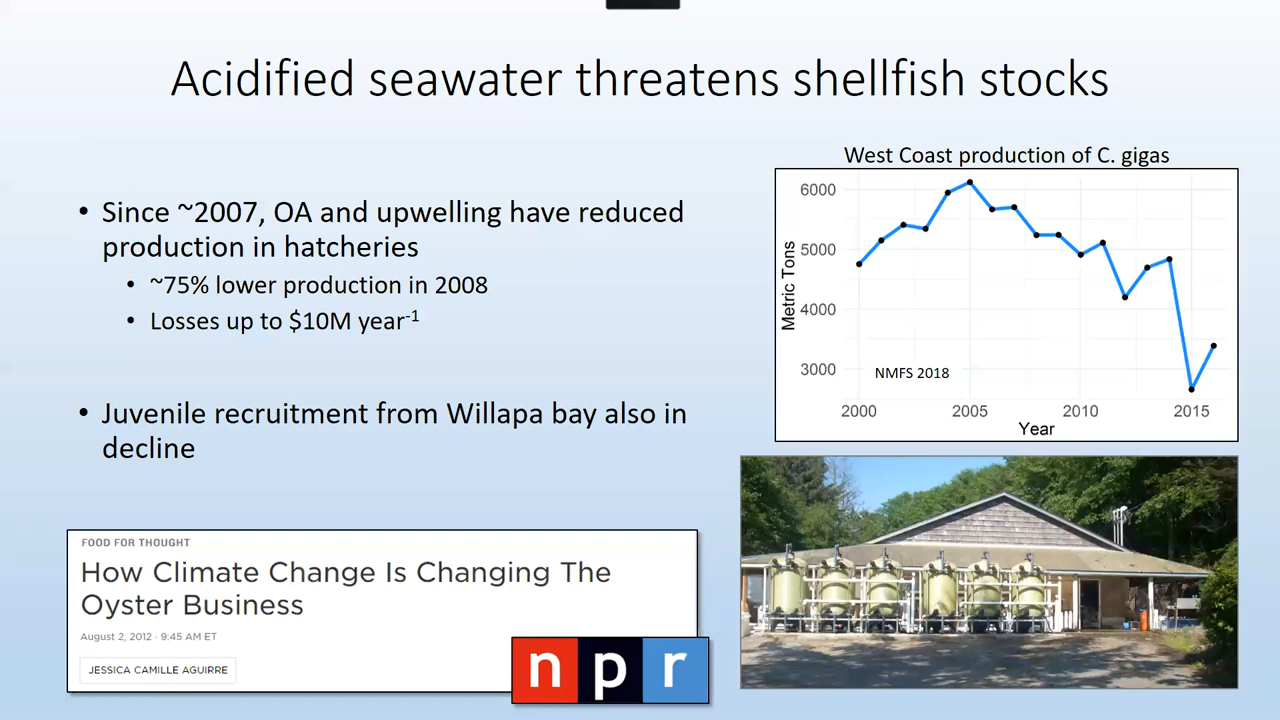 Acidified seawater threatens shellfish stocks
• Since ~2007, OA and upwelling have reduced
production in hatcheries
• ~75% lower production in 2008
• Losses up to $10M year-1
• Juvenile recruitment from Willapa bay also in
decline
West Coast production of C. gigas
6000
5000
4000
3000
Metric Tons
NMFS 2018
2000 2005 2010 2015
Year
FOOD FOR THOUGHT
How Climate Change Is Changing The
Oyster Business
August 2, 2012 · 9:45 AM ET
JESSICA CAMILLE AGUIRRE
npr